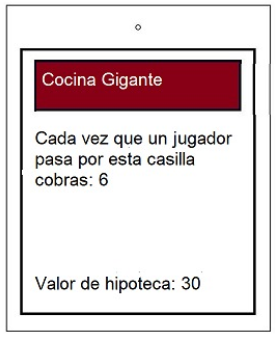 Cocina Gigante
Cada vez que un jugador
pasa por esta casilla
cobras: 6
Valor de hipoteca: 30